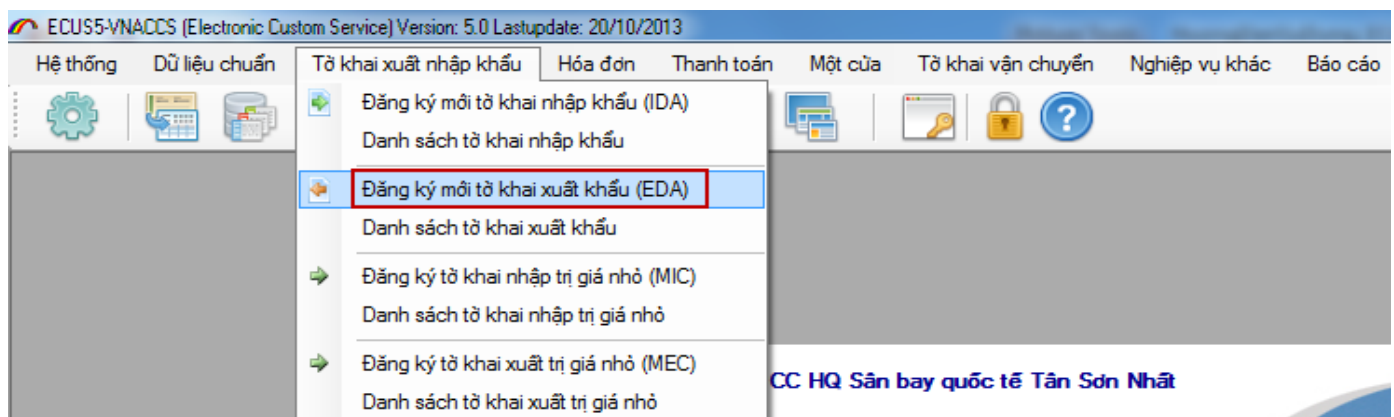 ECUS5-VNACCS (Electronic Custom Service) Version: 5.0 Lastupdate: 20/10/2013
Hệ thống Dữ liệu chuẩn Tờ khai xuất nhập khẩu Hóa đơn Thanh toán Một cửa Tờ khai vận chuyển Nghiệp vụ khác Báo cáo
Đăng ký mới tờ khai nhập khẩu (IDA)
Danh sách tờ khai nhập khẩu
Đăng ký mới tờ khai xuất khẩu (EDA)
Danh sách tờ khai xuất khẩu
Đăng ký tờ khai nhập trị giá nhỏ (MIC)
Danh sách tờ khai nhập trị giá nhỏ
Đăng ký tờ khai xuất trị giá nhỏ (MEC)
CC HQ Sân bay quốc tế Tân Sơn Nhất
Danh sách tờ khai xuất trị giá nhỏ